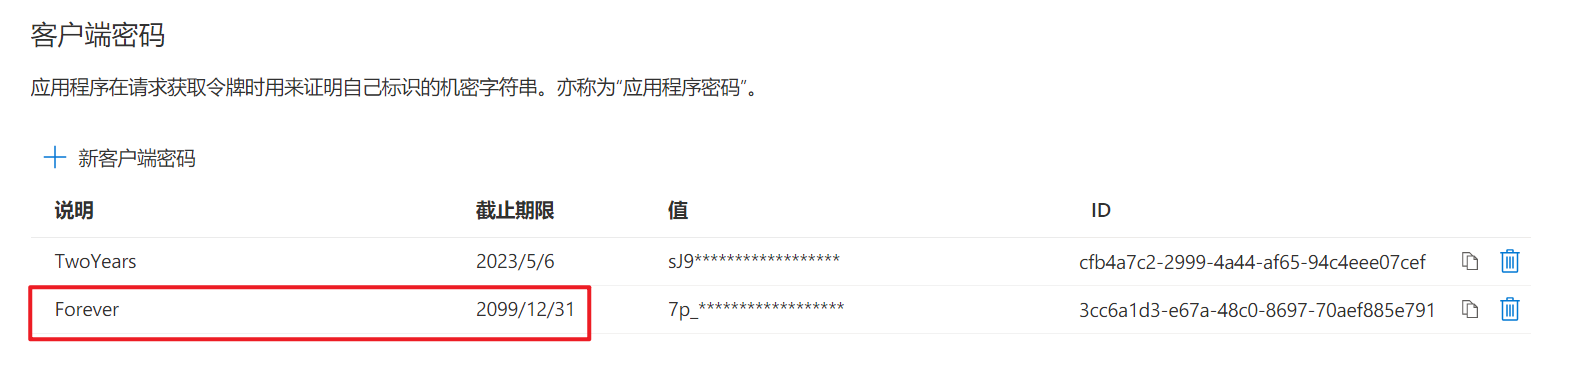 客户端密码
应用程序在请求获取令牌时用来证明自己标识的机密字符串。亦称为“应用程序密码”。
新客户端密码
说明 截止期限 值 ID
TwoYears 2023/5/6 sJ9****************** cfb4a7c2-2999-4a44-af65-94c4eee07cef
Forever 2099/12/31 7p_****************** 3cc6a1d3-e67a-48c0-8697-70aef885e791